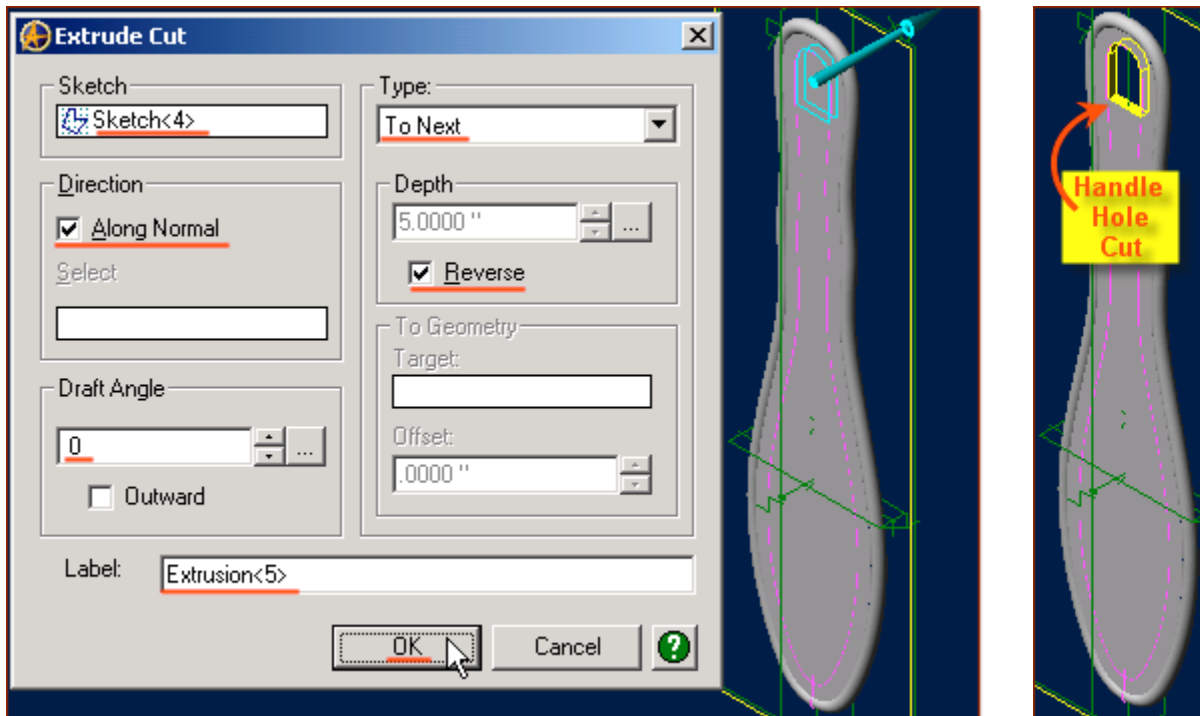 Extrude Cut
Sketch
Sketch<4>
Direction
Along Normal
Select
Draft Angle
.0
...
Outward
Type:
To Next
Depth
5.0000 "
...
Reverse
To Geometry
Target:
Offset:
.0000 "
Label:
Extrusion<5>
OK
Cancel
?
Handle
Hole
Cut